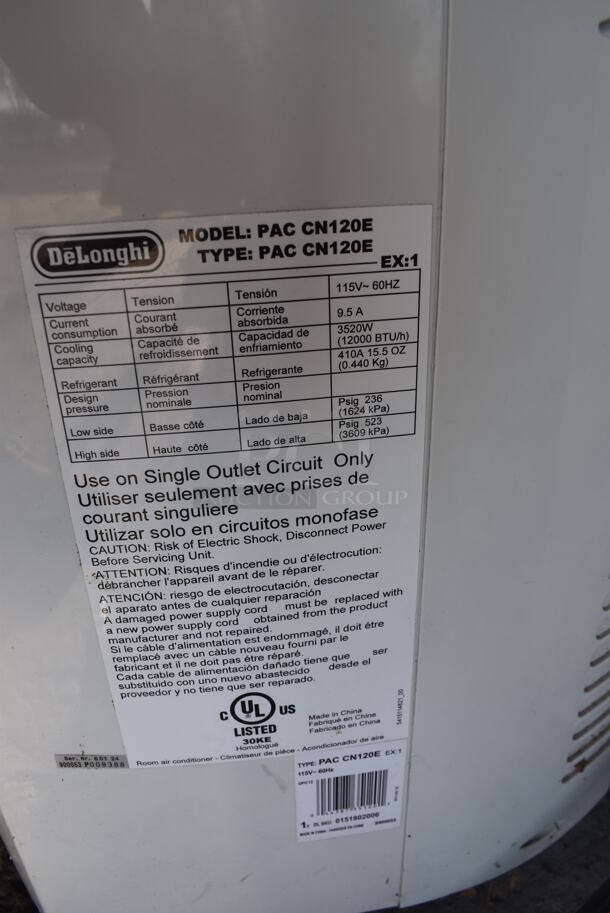 DeLonghi
MODEL: PAC CN120E
TYPE: PAC CN120E
EX:1
Voltage Tension Tensión 115V~ 60HZ
Current consumption Courant absorbé Corriente absorbida 9.5 A
Cooling capacity Capacité de refroidissement Capacidad de enfriamiento 3520W (12000 BTU/h)
Refrigerant Réfrigérant Refrigerante 410A 15.5 OZ (0.440 Kg)
Design pressure Pression nominale Presion nominal
Low side Basse côté Lado de baja Psig 236 (1624 kPa)
High side Haute côté Lado de alta Psig 523 (3609 kPa)
Use on Single Outlet Circuit Only
Utiliser seulement avec prises de
courant singuliere
Utilizar solo en circuitos monofase
CAUTION: Risk of Electric Shock, Disconnect Power
Before Servicing Unit.
ATTENTION: Risques d'incendie ou d'électrocution:
débrancher l'appareil avant de le réparer.
ATENCIÓN: riesgo de electrocutación, desconectar
el aparato antes de cualquier reparación
A damaged power supply cord must be replaced with
a new power supply cord obtained from the product
manufacturer and not repaired.
Si le câble d'alimentation est endommagé, il doit être
remplacé avec un câble nouveau fourni par le
fabricant et il ne doit pas être réparé.
Cada cable de alimentación dañado tiene que ser
substituido con uno nuevo abastecido desde el
proveedor y no tiene que ser reparado.
C UL US
LISTED
30KE
Homologué
Made in China
Fabriqué en Chine
Fabricado en China
Room air conditioner - Climatiseur de pièce - Acondicionador de aire
TYPE: PAC CN120E EX:1
115V~ 60Hz
1. DL SKU: 0151802006
AUCTION GROUP